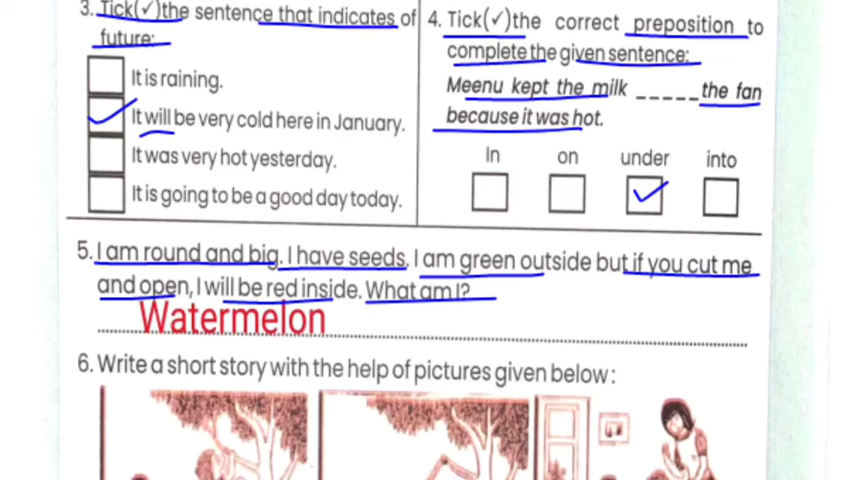 3. Tick(✓) the sentence that indicates of
future:
It is raining.
It will be very cold here in January.
It was very hot yesterday.
It is going to be a good day today.
4. Tick(✓) the correct preposition to
complete the given sentence:
Meenu kept the milk _____ the fan
because it was hot.
In on under into
5. I am round and big. I have seeds. I am green outside but if you cut me
and open, I will be red inside. What am I?
Watermelon
6. Write a short story with the help of pictures given below: